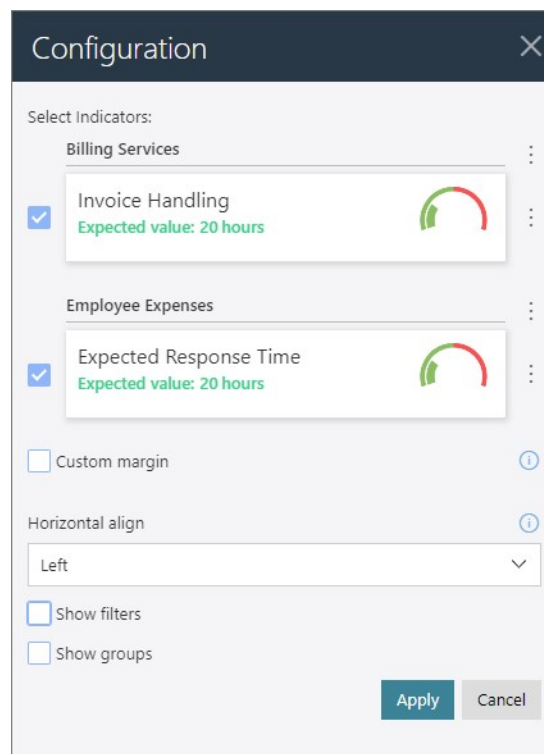 Configuration
Select Indicators:
Billing Services
Invoice Handling
Expected value: 20 hours
Employee Expenses
Expected Response Time
Expected value: 20 hours
Custom margin
Horizontal align
Left
Show filters
Show groups
Apply Cancel